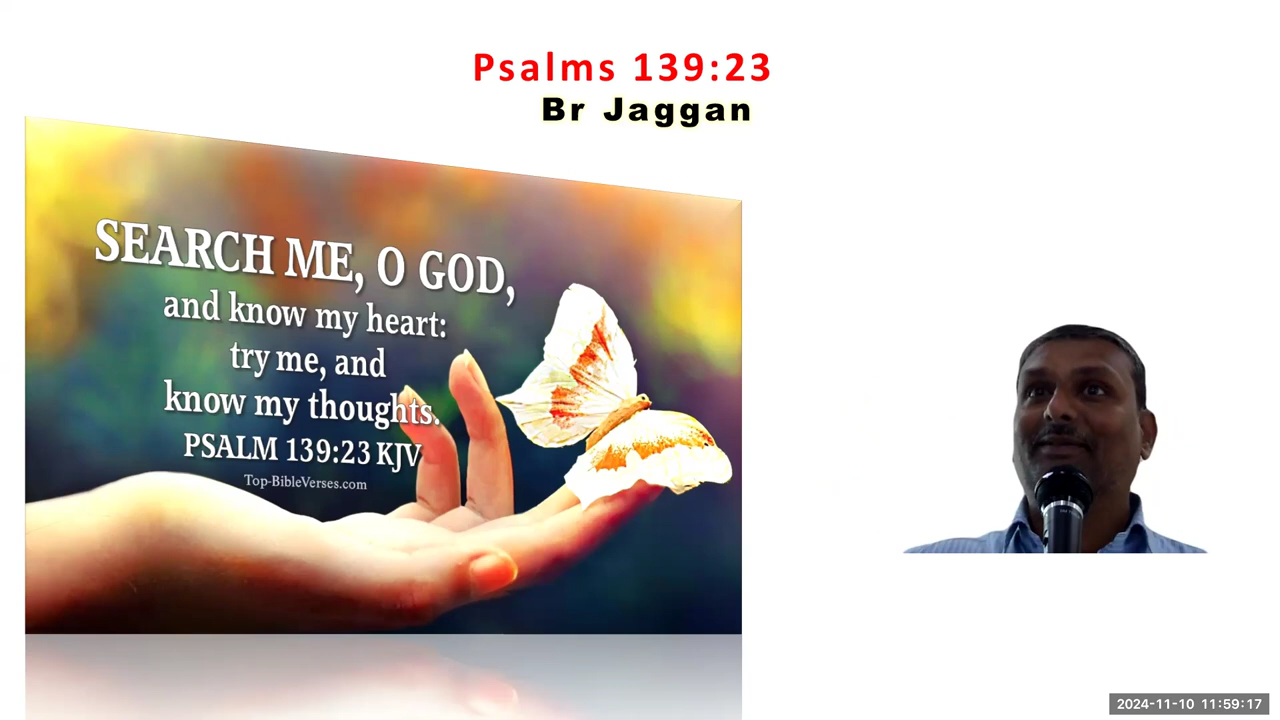 Psalms 139:23
Br Jaggan
SEARCH ME, O GOD,
and know my heart:
try me, and
know my thoughts.
PSALM 139:23 KJV
Top-BibleVerses.com
2024-11-10 11:59:17